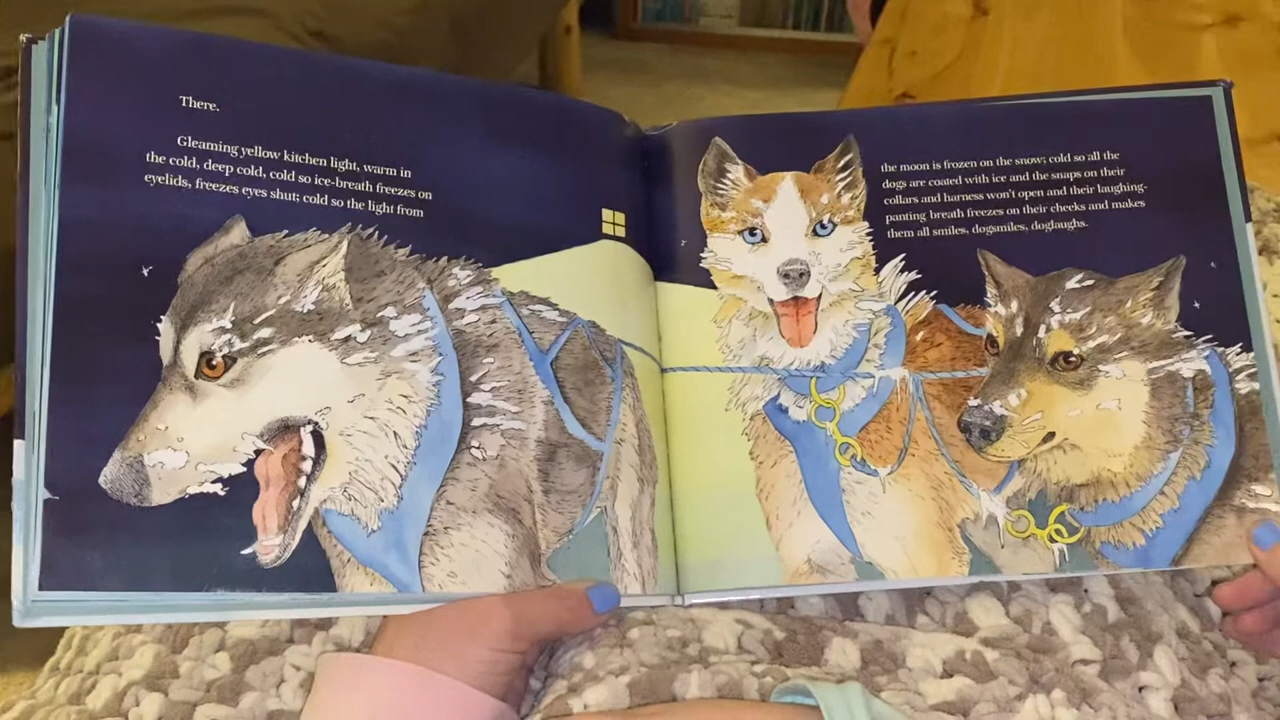 There.
Gleaming yellow kitchen light, warm in
the cold, deep cold, cold so ice-breath freezes on
eyelids, freezes eyes shut; cold so the light from
the moon is frozen on the snow; cold so all the
dogs are coated with ice and the snaps on their
collars and harness won't open and their laughing-
panting breath freezes on their cheeks and makes
them all smiles, dogsmiles, doglaughs.